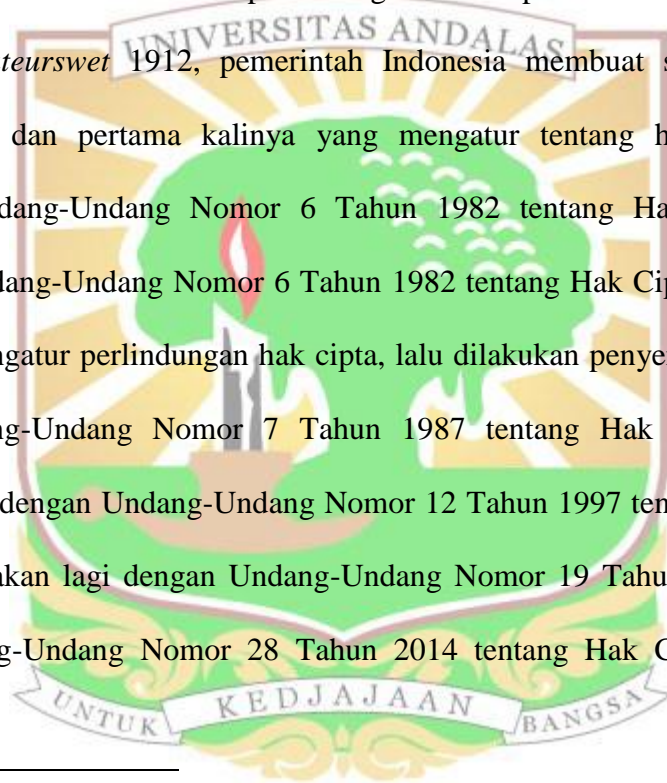 UNIVERSITAS ANDALAS
teurswet 1912, pemerintah Indonesia membuat s
dan pertama kalinya yang mengatur tentang h
dang-Undang Nomor 6 Tahun 1982 tentang Ha
dang-Undang Nomor 6 Tahun 1982 tentang Hak Cip
ngatur perlindungan hak cipta, lalu dilakukan penye
ng-Undang Nomor 7 Tahun 1987 tentang Hak
dengan Undang-Undang Nomor 12 Tahun 1997 ten
akan lagi dengan Undang-Undang Nomor 19 Tahu
g-Undang Nomor 28 Tahun 2014 tentang Hak C
UNTUK KEDJAJAAN BANGSA